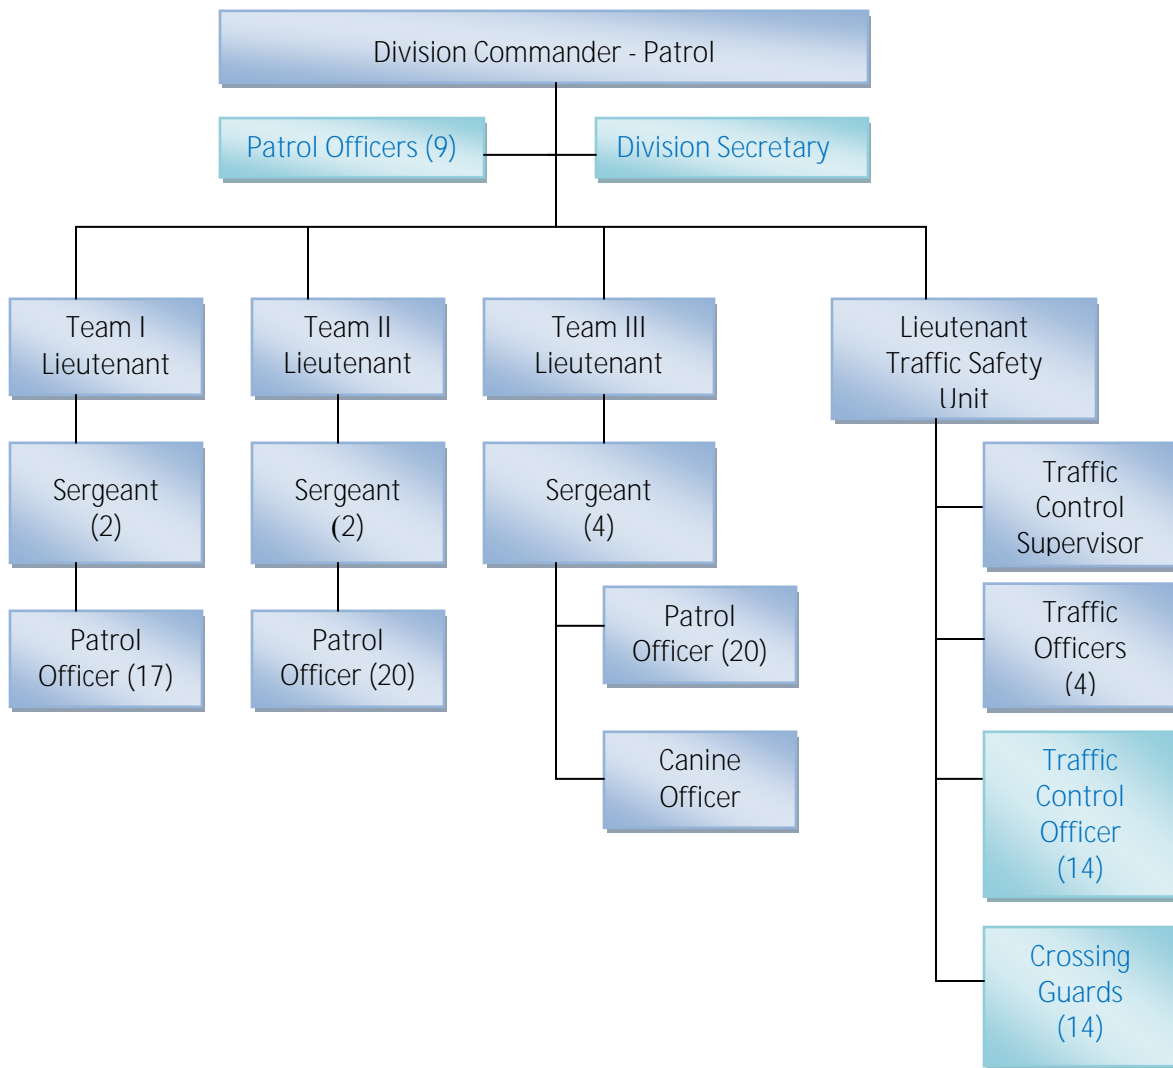 Division Commander - Patrol
Patrol Officers (9)
Division Secretary
Team I
Lieutenant
Team II
Lieutenant
Team III
Lieutenant
Lieutenant
Traffic Safety
Unit
Sergeant
(2)
Sergeant
(2)
Sergeant
(4)
Traffic
Control
Supervisor
Patrol
Officer (17)
Patrol
Officer (20)
Patrol
Officer (20)
Traffic
Officers
(4)
Canine
Officer
Traffic
Control
Officer
(14)
Crossing
Guards
(14)